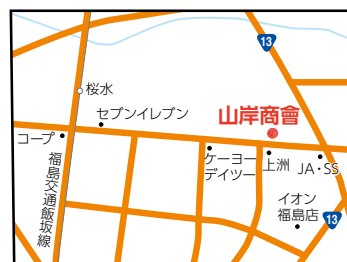 13
桜水
セブンイレブン
山岸商會
コープ
ケーヨー
デイツー
上洲
JA・SS
福島交通飯坂線
イオン
福島店
13